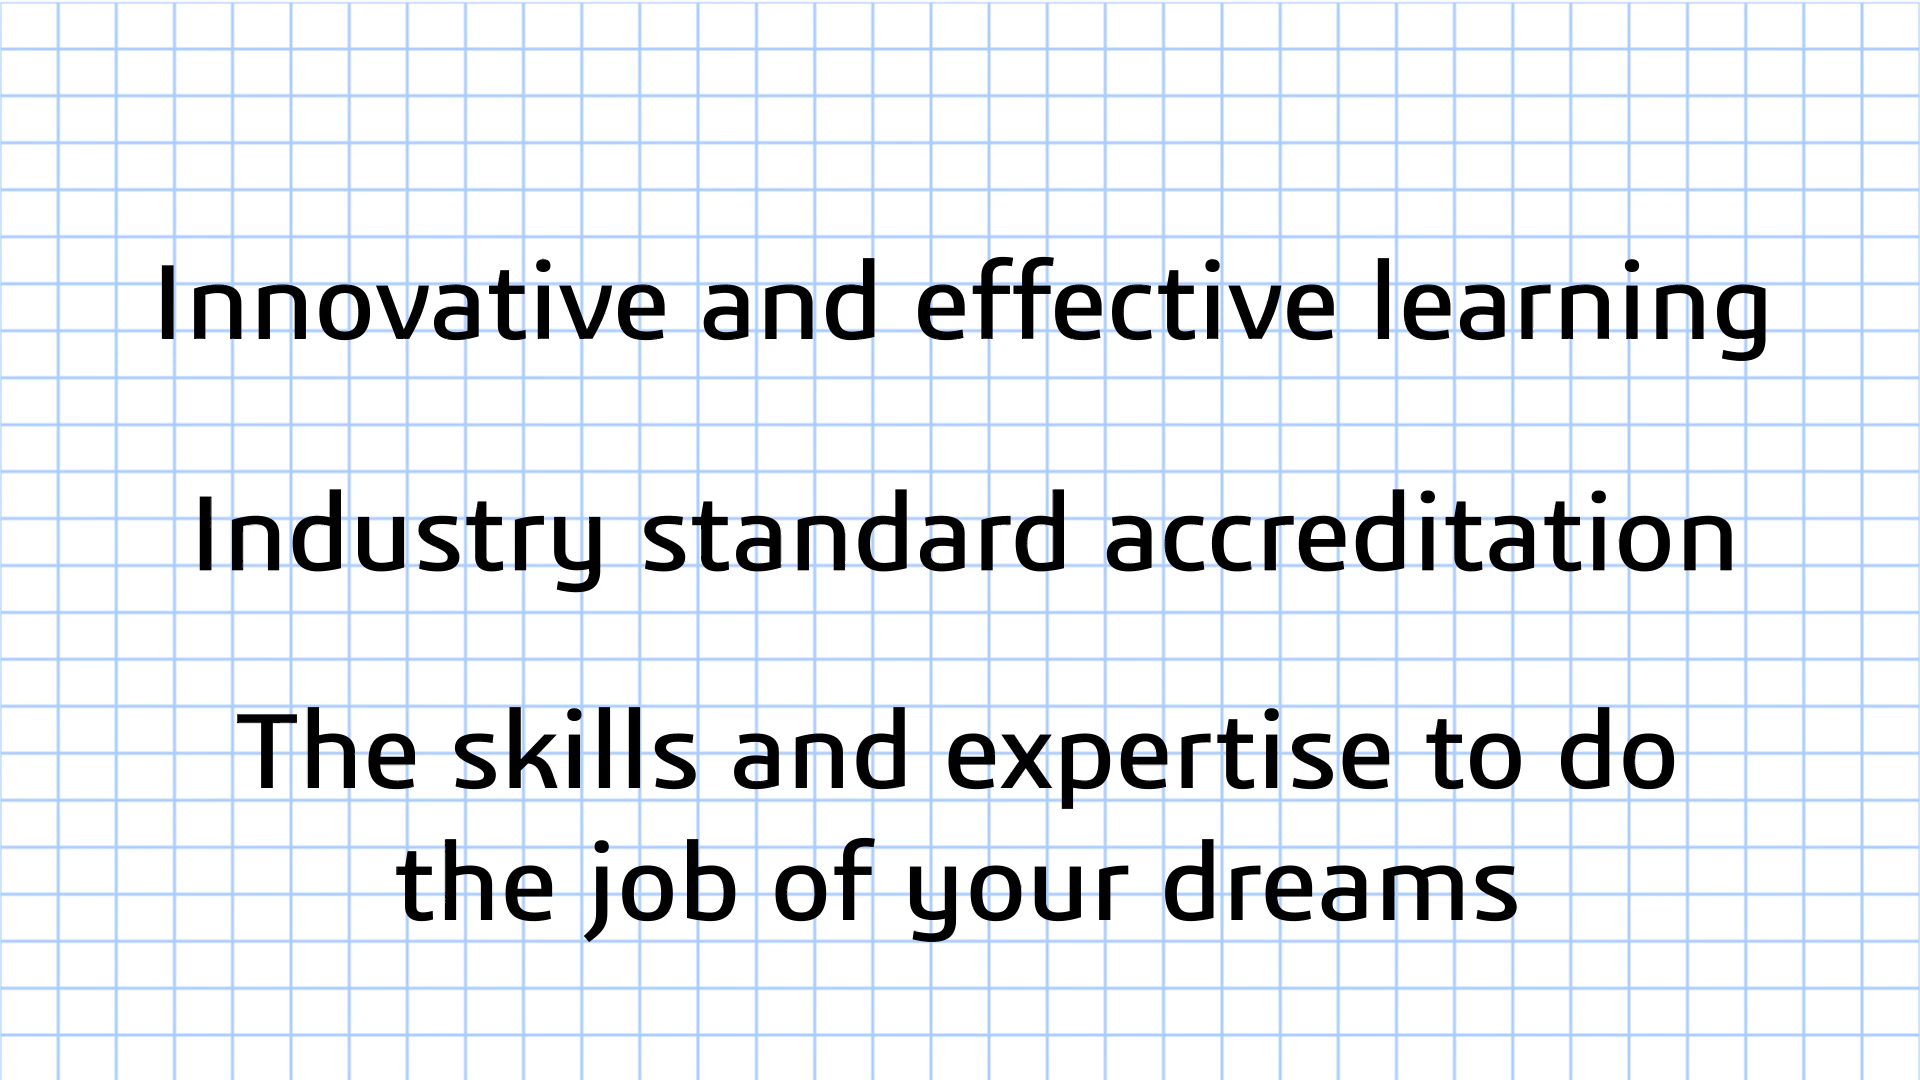 Innovative and effective learning
Industry standard accreditation
The skills and expertise to do
the job of your dreams